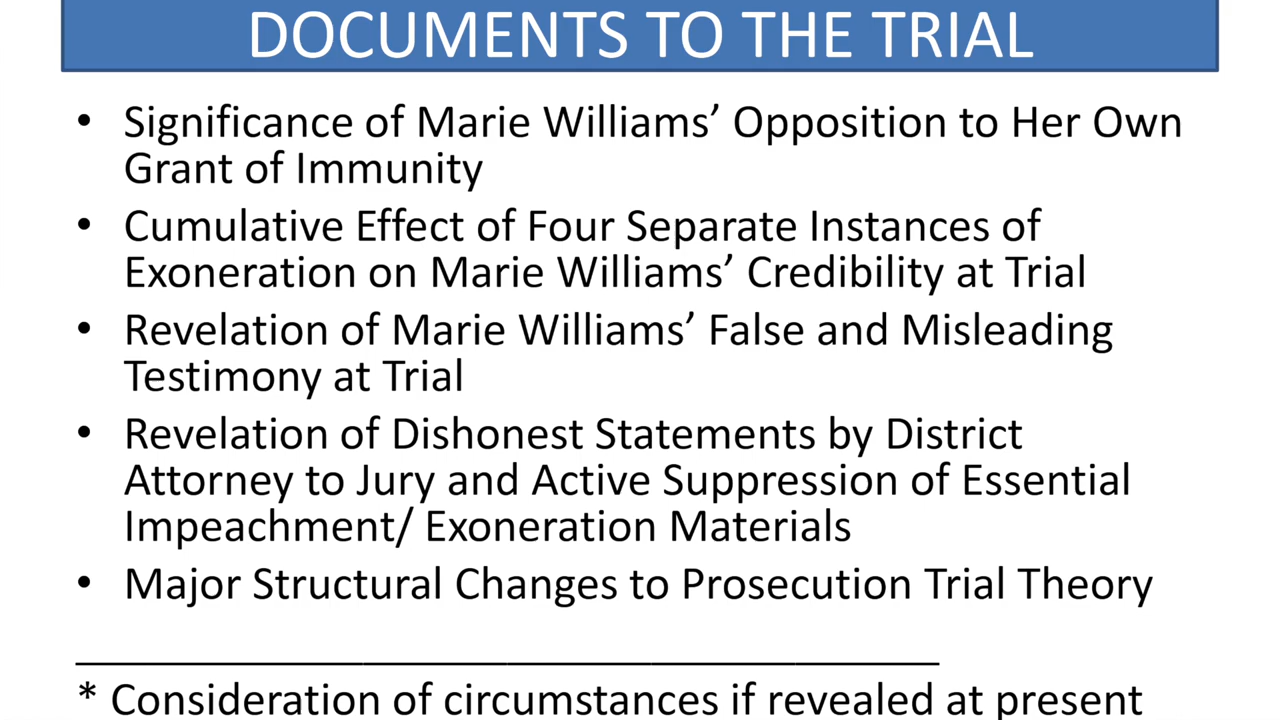 DOCUMENTS TO THE TRIAL
• Significance of Marie Williams’ Opposition to Her Own
Grant of Immunity
• Cumulative Effect of Four Separate Instances of
Exoneration on Marie Williams’ Credibility at Trial
• Revelation of Marie Williams’ False and Misleading
Testimony at Trial
• Revelation of Dishonest Statements by District
Attorney to Jury and Active Suppression of Essential
Impeachment/ Exoneration Materials
• Major Structural Changes to Prosecution Trial Theory
* Consideration of circumstances if revealed at present